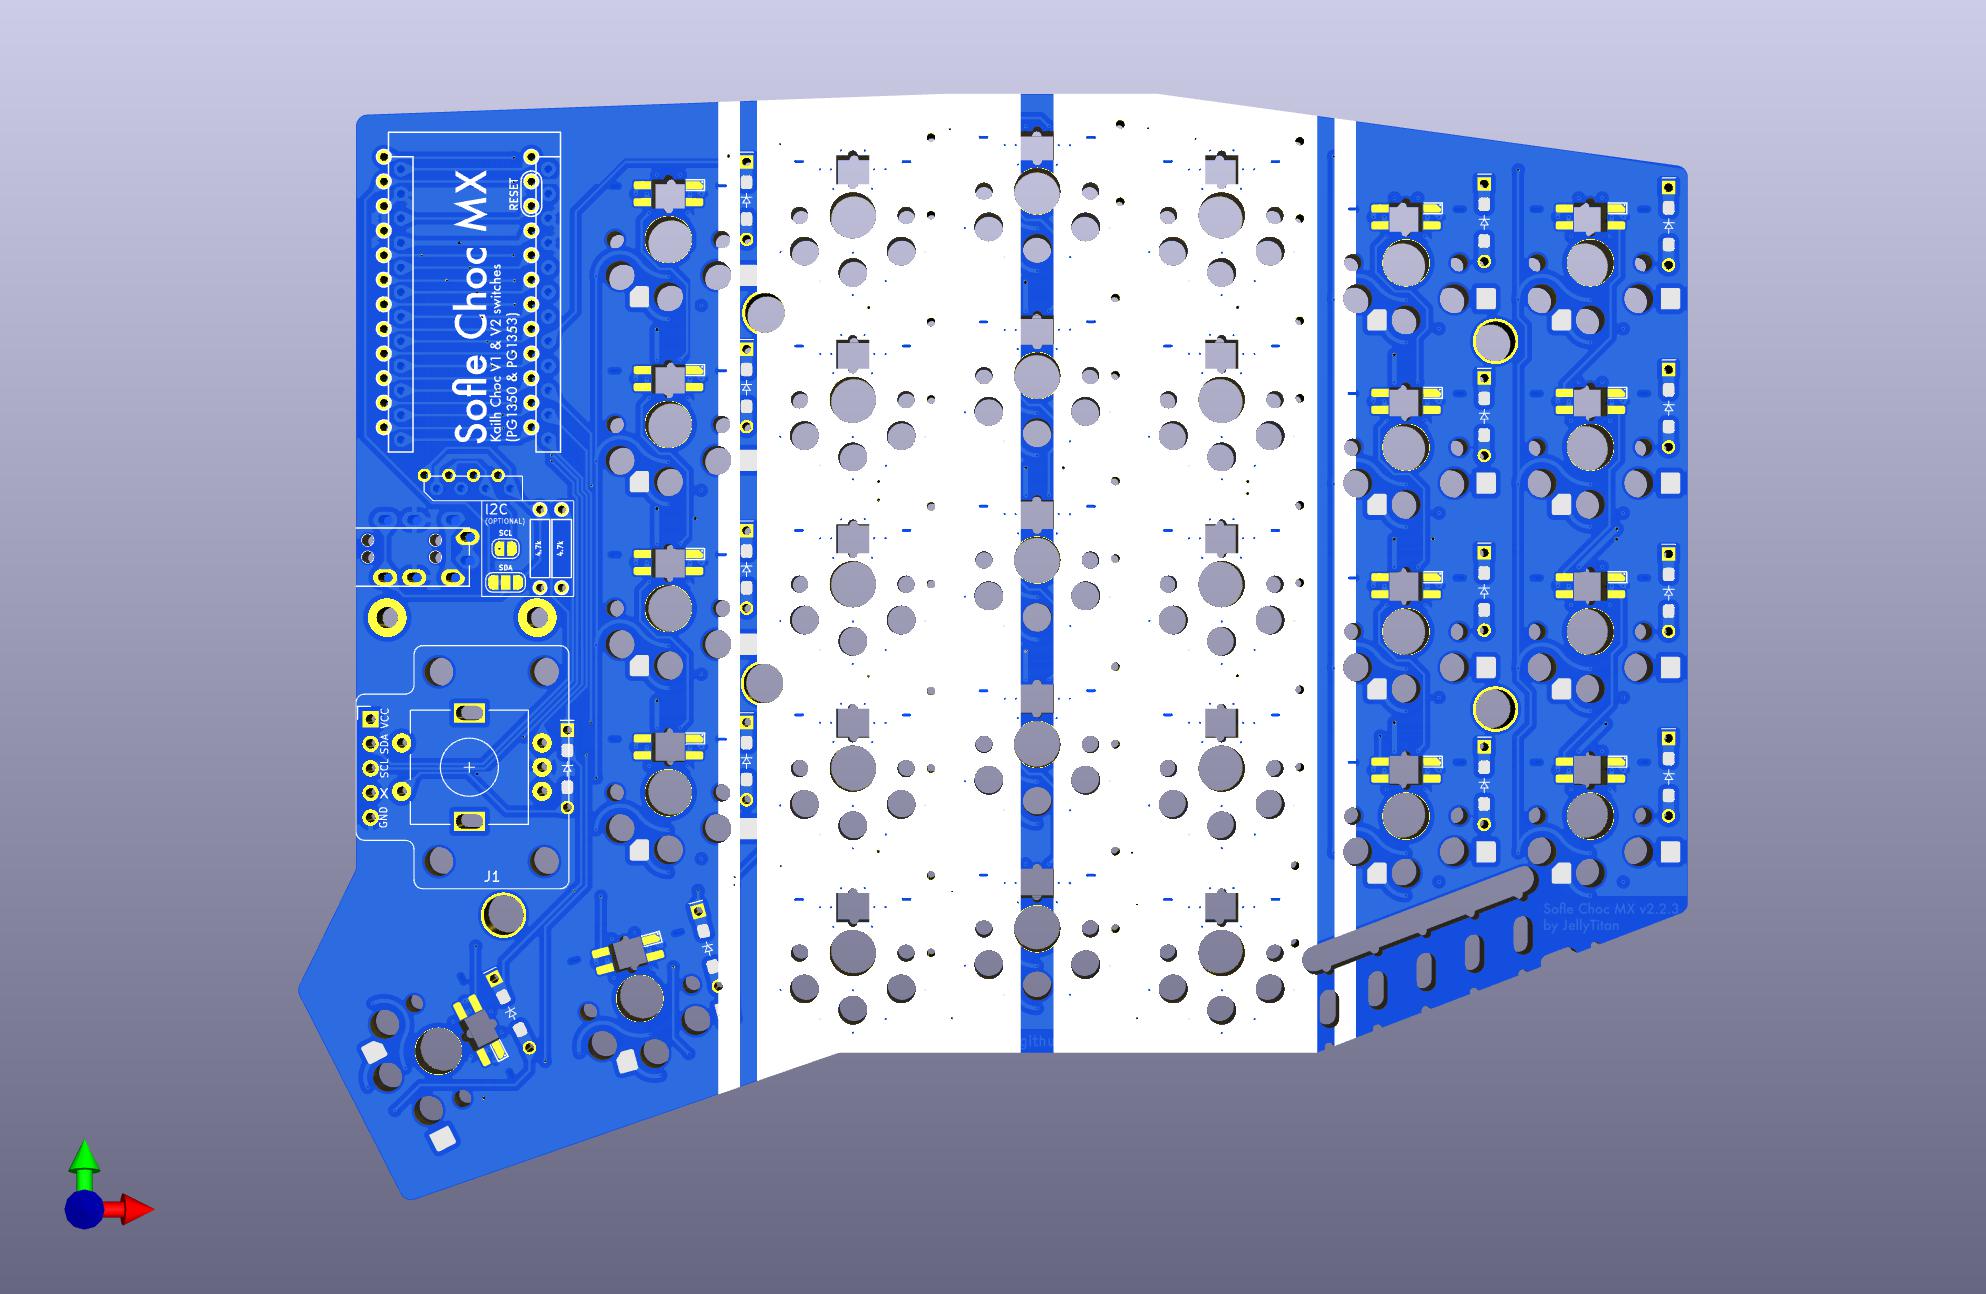 Sofle Choc MX
Kailh Choc V1 & V2 switches
(PG1350 & PG1353)
RESET
I2C
(OPTIONAL)
SCL
SDA
4.7k
4.7k
VCC
SDA
SCL
X
GND
J1
Sofle Choc MX v2.2.3
by JellyTitan
githu